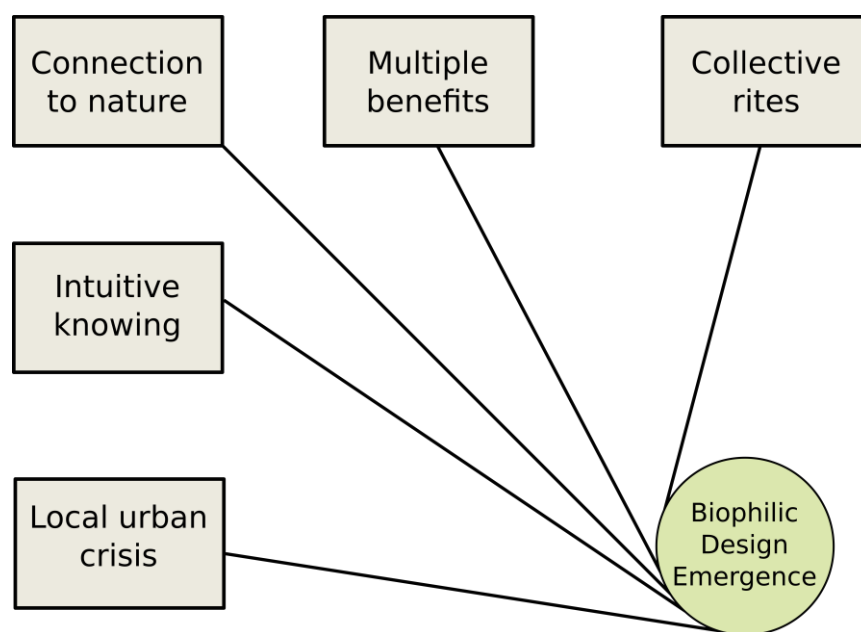 Connection
to nature
Multiple
benefits
Collective
rites
Intuitive
knowing
Local urban
crisis
Biophilic
Design
Emergence